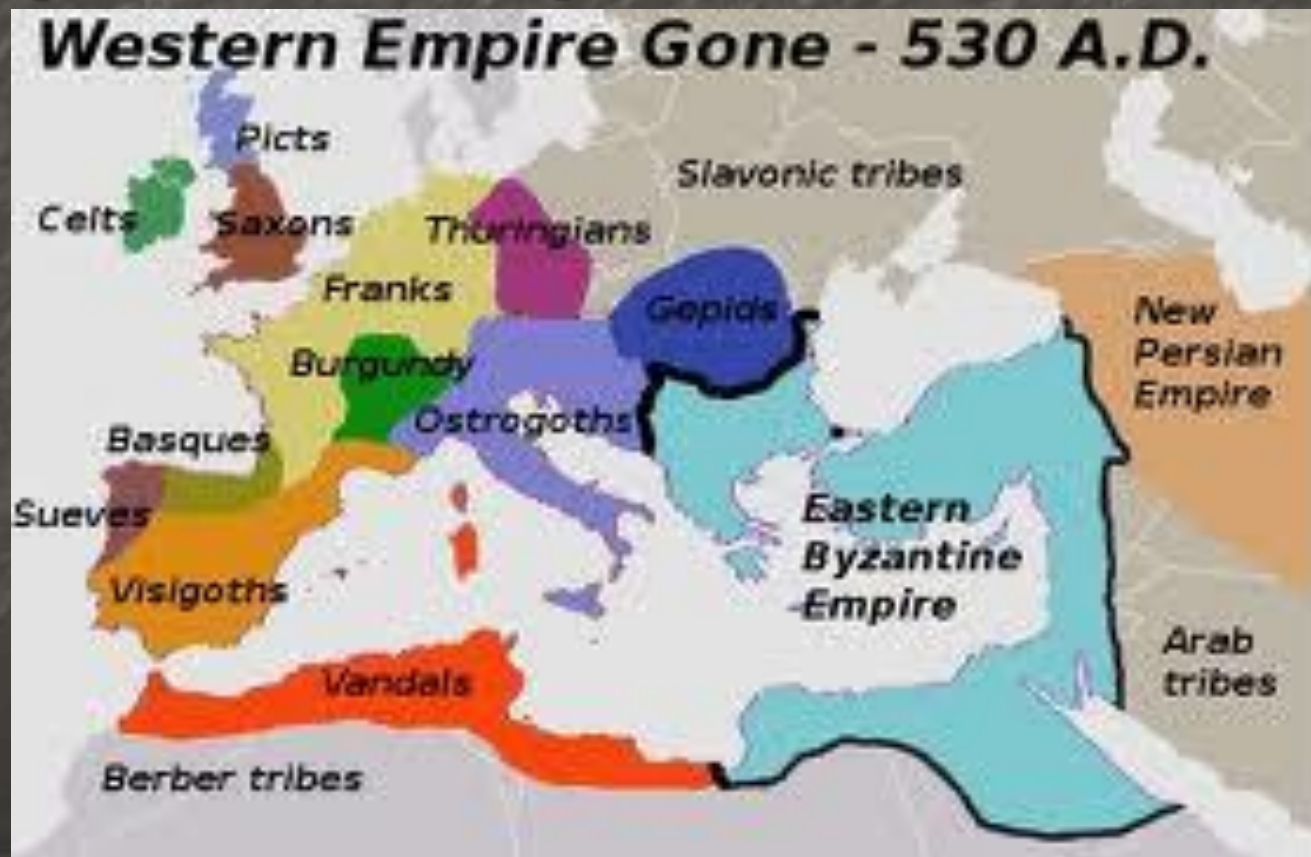 Western Empire Gone - 530 A.D.
Picts
Slavonic tribes
Celts
Saxons
Thuringians
Franks
Gepids
New
Persian
Empire
Burgundy
Ostrogoths
Basques
Sueves
Eastern
Byzantine
Empire
Visigoths
Arab
tribes
Vandals
Berber tribes